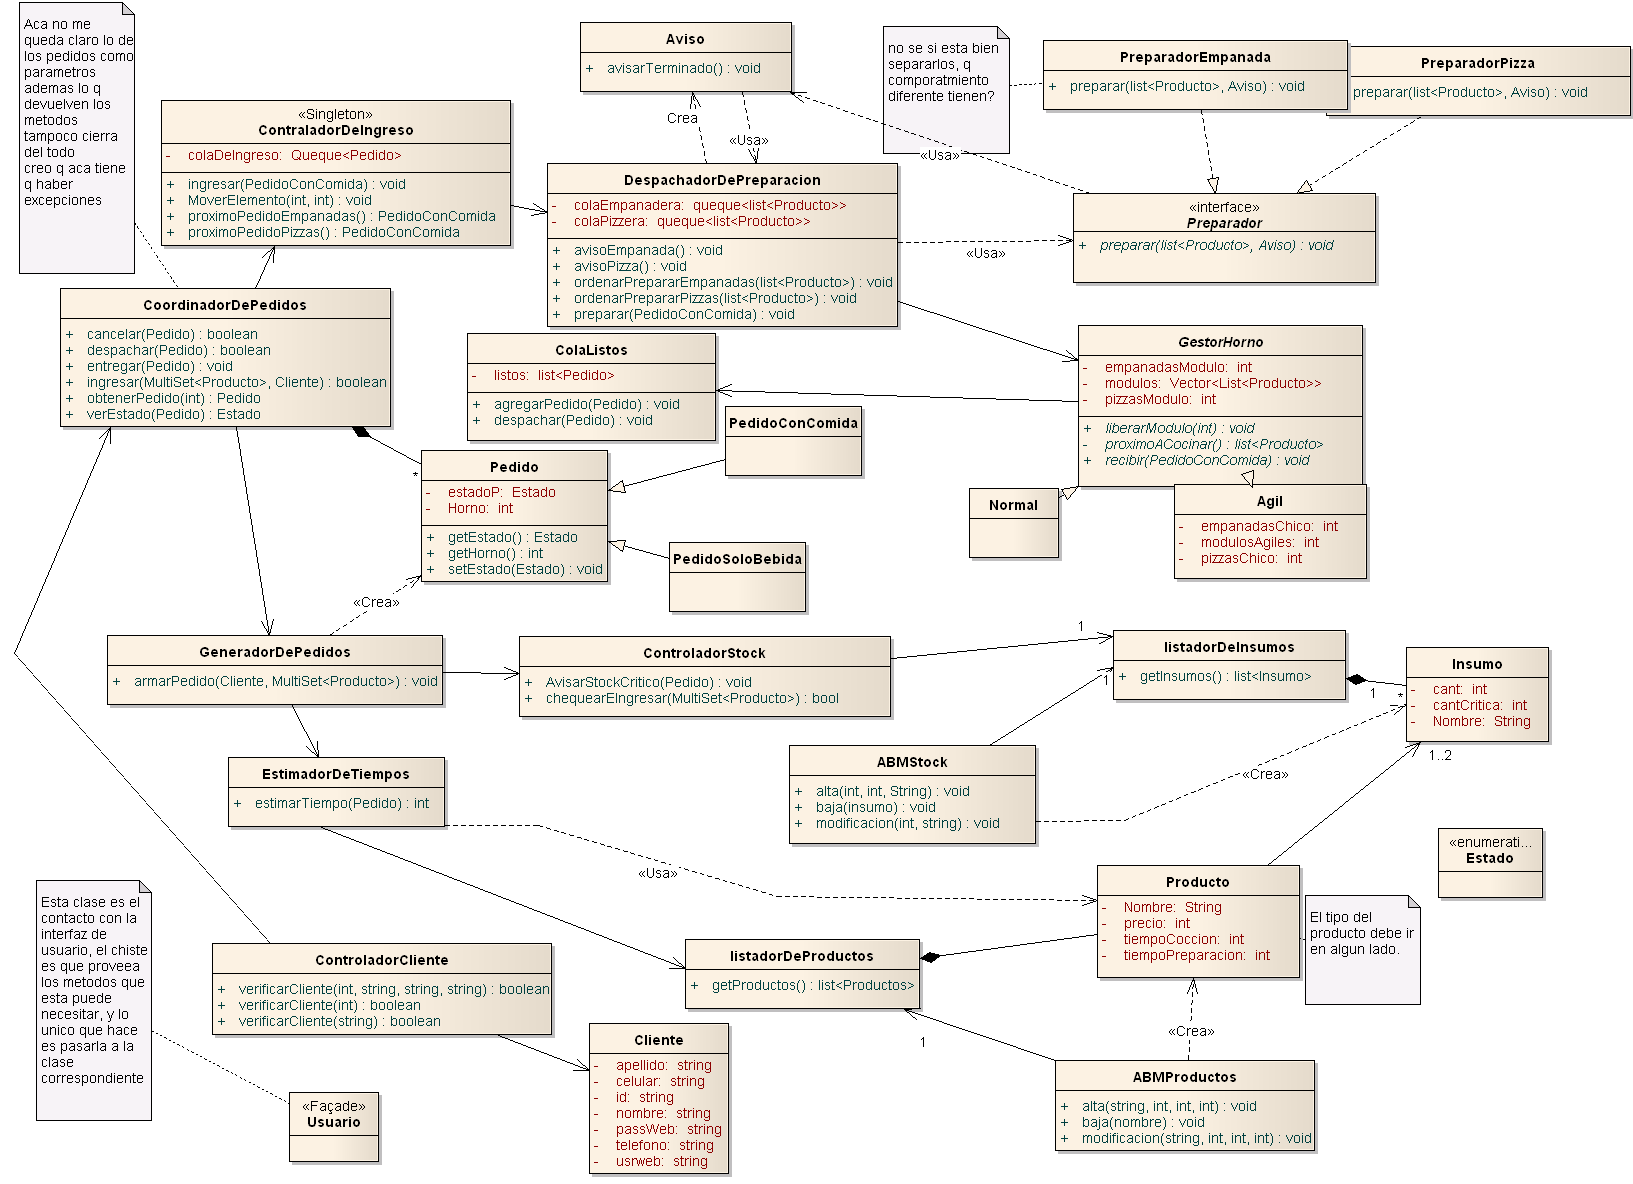 Aca no me
queda claro lo de
los pedidos como
parametros
ademas lo q
devuelven los
metodos
tampoco cierra
del todo
creo q aca tiene
q haber
excepciones
«Singleton»
ContraladorDeIngreso
- colaDeIngreso: Queque<Pedido>
+ ingresar(PedidoConComida) : void
+ MoverElemento(int, int) : void
+ proximoPedidoEmpanadas() : PedidoConComida
+ proximoPedidoPizzas() : PedidoConComida
Aviso
+ avisarTerminado() : void
Crea
«Usa»
no se si esta bien
separarlos, q
comporatmiento
diferente tienen?
«Usa»
PreparadorEmpanada
+ preparar(list<Producto>, Aviso) : void
PreparadorPizza
preparar(list<Producto>, Aviso) : void
DespachadorDePreparacion
- colaEmpanadera: queque<list<Producto>>
- colaPizzera: queque<list<Producto>>
+ avisoEmpanada() : void
+ avisoPizza() : void
+ ordenarPrepararEmpanadas(list<Producto>) : void
+ ordenarPrepararPizzas(list<Producto>) : void
+ preparar(PedidoConComida) : void
«Usa»
«interface»
Preparador
+ preparar(list<Producto>, Aviso) : void
CoordinadorDePedidos
+ cancelar(Pedido) : boolean
+ despachar(Pedido) : boolean
+ entregar(Pedido) : void
+ ingresar(MultiSet<Producto>, Cliente) : boolean
+ obtenerPedido(int) : Pedido
+ verEstado(Pedido) : Estado
ColaListos
- listos: list<Pedido>
+ agregarPedido(Pedido) : void
+ despachar(Pedido) : void
GestorHorno
- empanadasModulo: int
- modulos: Vector<List<Producto>>
- pizzasModulo: int
+ liberarModulo(int) : void
- proximoACocinar() : list<Producto>
+ recibir(PedidoConComida) : void
PedidoConComida
*
Pedido
- estadoP: Estado
- Horno: int
+ getEstado() : Estado
+ getHorno() : int
+ setEstado(Estado) : void
PedidoSoloBebida
Normal
Agil
- empanadasChico: int
- modulosAgiles: int
- pizzasChico: int
«Crea»
GeneradorDePedidos
+ armarPedido(Cliente, MultiSet<Producto>) : void
ControladorStock
+ AvisarStockCritico(Pedido) : void
+ chequearEIngresar(MultiSet<Producto>) : bool
1
listadorDeInsumos
+ getInsumos() : list<Insumo>
1
1
*
Insumo
- cant: int
- cantCritica: int
- Nombre: String
1..2
EstimadorDeTiempos
+ estimarTiempo(Pedido) : int
ABMStock
+ alta(int, int, String) : void
+ baja(insumo) : void
+ modificacion(int, string) : void
«Crea»
«enumerati...
Estado
«Usa»
Producto
- Nombre: String
- precio: int
- tiempoCoccion: int
- tiempoPreparacion: int
El tipo del
producto debe ir
en algun lado.
Esta clase es el
contacto con la
interfaz de
usuario, el chiste
es que provea
los metodos que
esta puede
necesitar, y lo
unico que hace
es pasarla a la
clase
correspondiente
ControladorCliente
+ verificarCliente(int, string, string, string) : boolean
+ verificarCliente(int) : boolean
+ verificarCliente(string) : boolean
listadorDeProductos
+ getProductos() : list<Productos>
1
«Crea»
Cliente
- apellido: string
- celular: string
- id: string
- nombre: string
- passWeb: string
- telefono: string
- usrweb: string
«Façade»
Usuario
ABMProductos
+ alta(string, int, int, int) : void
+ baja(nombre) : void
+ modificacion(string, int, int, int) : void